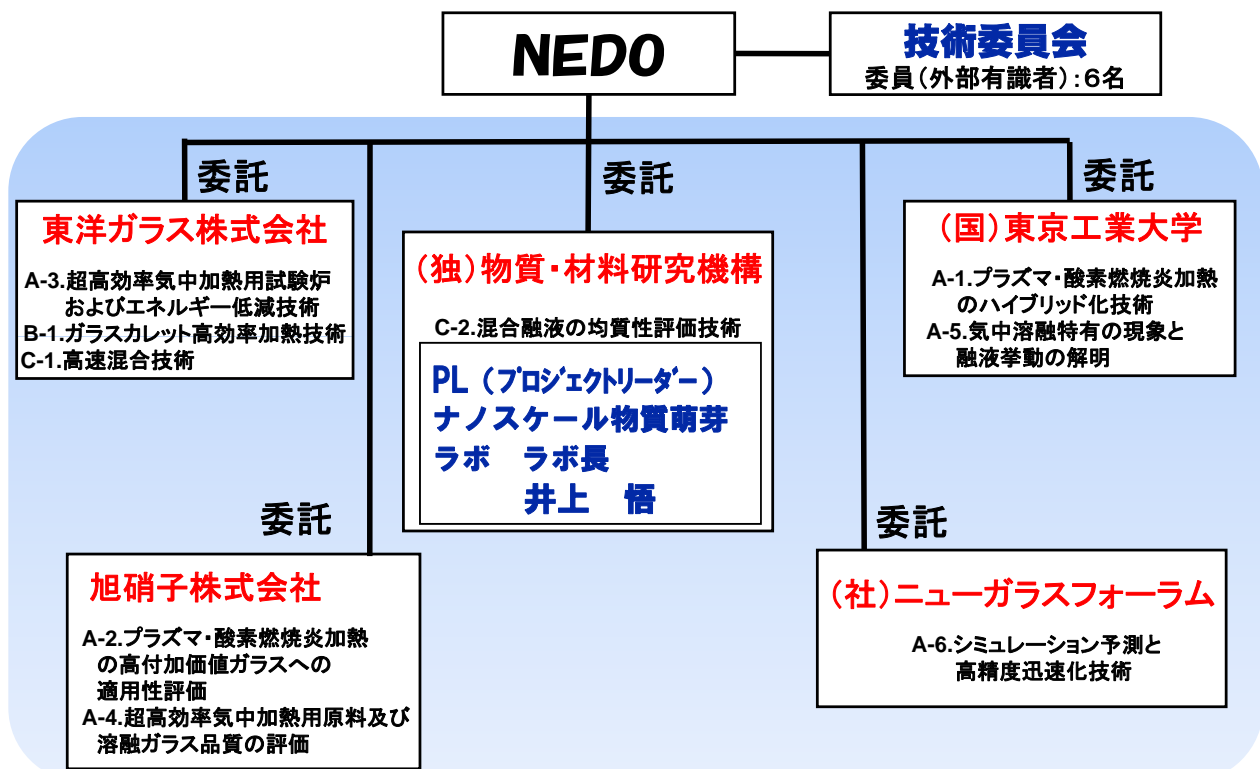 NEDO
技術委員会
委員(外部有識者):6名
委託
委託
委託
東洋ガラス株式会社
A-3.超高効率気中加熱用試験炉
およびエネルギー低減技術
B-1.ガラスカレット高効率加熱技術
C-1.高速混合技術
(独)物質・材料研究機構
C-2.混合融液の均質性評価技術
PL(プロジェクトリーダー)
ナノスケール物質萌芽
ラボ ラボ長
井上 悟
(国)東京工業大学
A-1.プラズマ・酸素燃焼炎加熱
のハイブリッド化技術
A-5.気中溶融特有の現象と
融液挙動の解明
委託
委託
旭硝子株式会社
A-2.プラズマ・酸素燃焼炎加熱
の高付加価値ガラスへの
適用性評価
A-4.超高効率気中加熱用原料及び
溶融ガラス品質の評価
(社)ニューガラスフォーラム
A-6.シミュレーション予測と
高精度迅速化技術